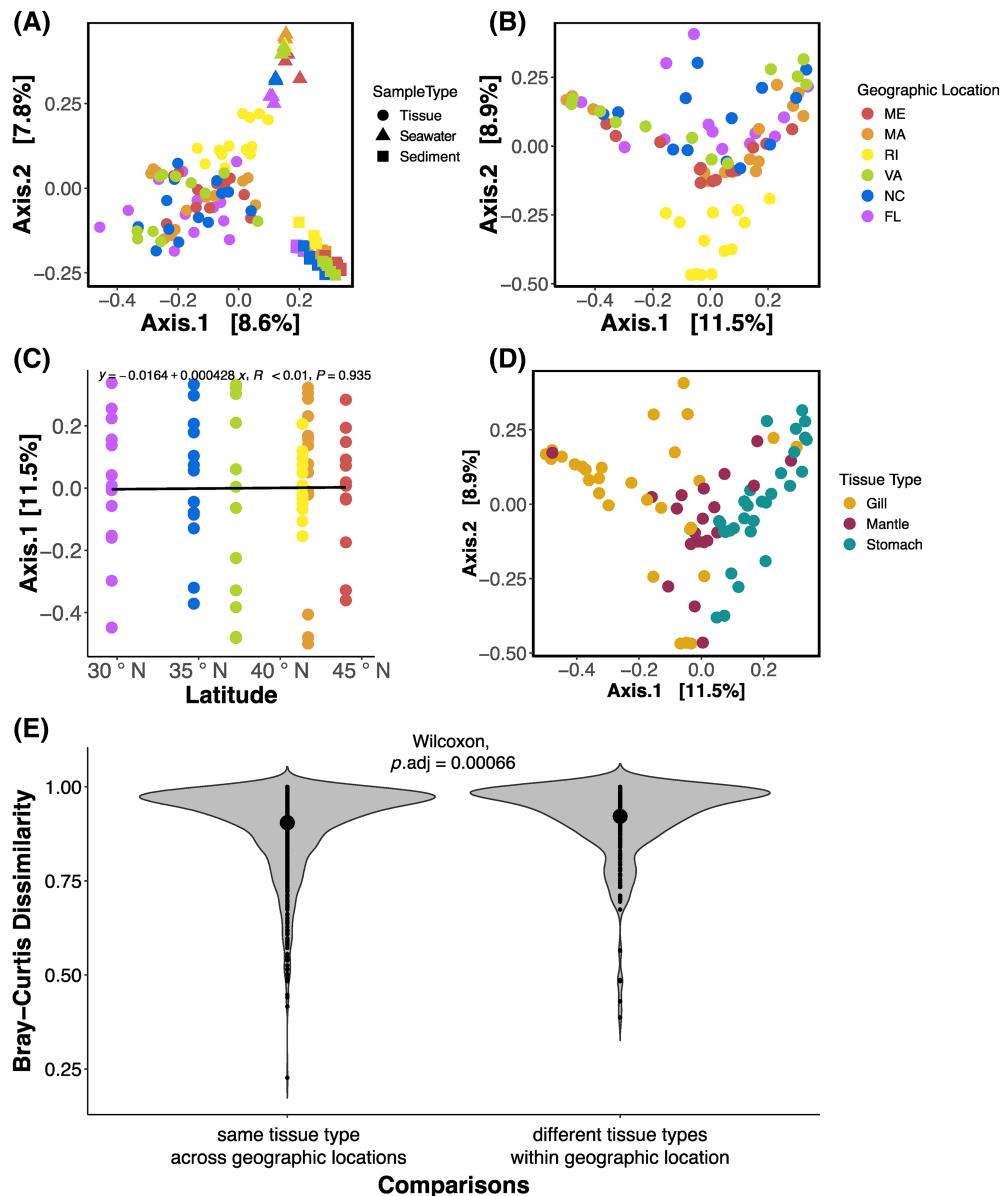 (A)
Axis.2 [7.8%]
0.25
0.00
−0.25
−0.4 −0.2 0.0 0.2
Axis.1 [8.6%]
SampleType
Tissue
Seawater
Sediment
(B)
Axis.2 [8.9%]
0.25
0.00
−0.25
−0.50
−0.4 −0.2 0.0 0.2
Axis.1 [11.5%]
Geographic Location
ME
MA
RI
VA
NC
FL
(C)
y = −0.0164 + 0.000428 x, R < 0.01, P = 0.935
Axis.1 [11.5%]
0.2
0.0
−0.2
−0.4
30 ° N 35 ° N 40 ° N 45 ° N
Latitude
(D)
Axis.2 [8.9%]
0.25
0.00
−0.25
−0.50
−0.4 −0.2 0.0 0.2
Axis.1 [11.5%]
Tissue Type
Gill
Mantle
Stomach
(E)
Wilcoxon,
p.adj = 0.00066
Bray−Curtis Dissimilarity
1.00
0.75
0.50
0.25
same tissue type
across geographic locations
different tissue types
within geographic location
Comparisons